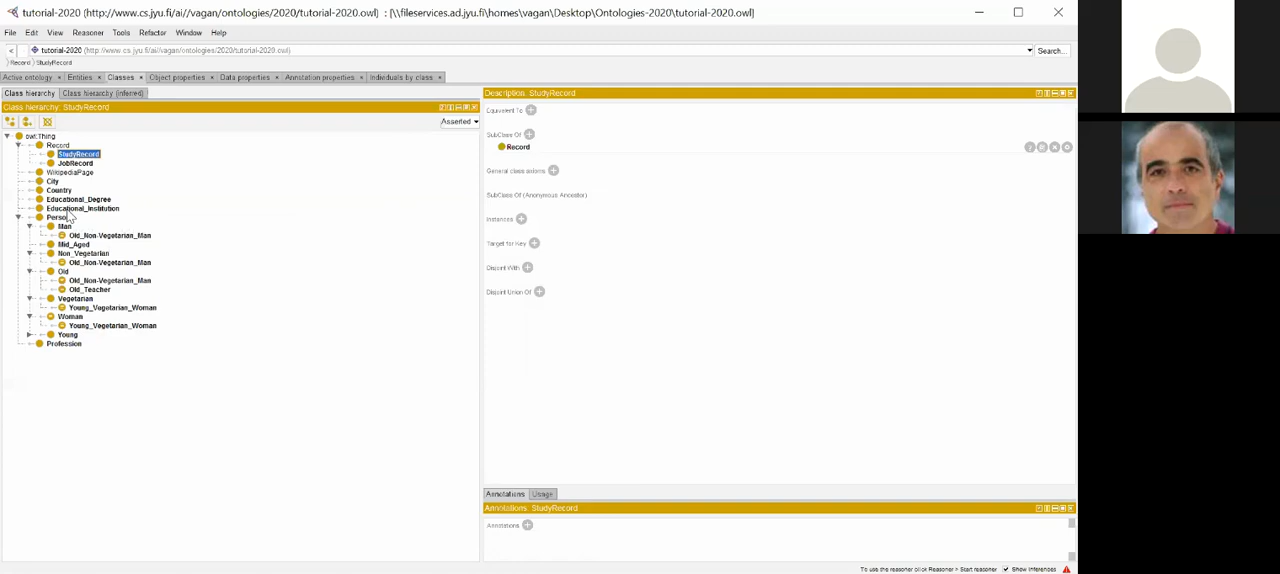 tutorial-2020 (http://www.cs.jyu.fi/ai//vagan/ontologies/2020/tutorial-2020.owl) : [\\fileservices.ad.jyu.fi\homes\vagan\Desktop\Ontologies-2020\tutorial-2020.owl]
File Edit View Reasoner Tools Refactor Window Help
tutorial-2020 (http://www.cs.jyu.fi/ai//vagan/ontologies/2020/tutorial-2020.owl) Search...
Record StudyRecord
Active ontology Entities Classes Object properties Data properties Annotation properties Individuals by class
Class hierarchy Class hierarchy (inferred)
Class hierarchy: StudyRecord
Asserted
owl:Thing
Record
StudyRecord
JobRecord
WikipediaPage
City
Country
Educational_Degree
Educational_Institution
Person
Man
Old_Non-Vegetarian_Man
Mid_Aged
Non_Vegetarian
Old_Non-Vegetarian_Man
Old
Old_Non-Vegetarian_Man
Old_Teacher
Vegetarian
Young_Vegetarian_Woman
Woman
Young_Vegetarian_Woman
Young
Profession
Description: StudyRecord
Equivalent To
SubClass Of
Record
General class axioms
SubClass Of (Anonymous Ancestor)
Instances
Target for Key
Disjoint With
Disjoint Union Of
Annotations Usage
Annotations: StudyRecord
Annotations
To use the reasoner click Reasoner > Start reasoner Show Inferences